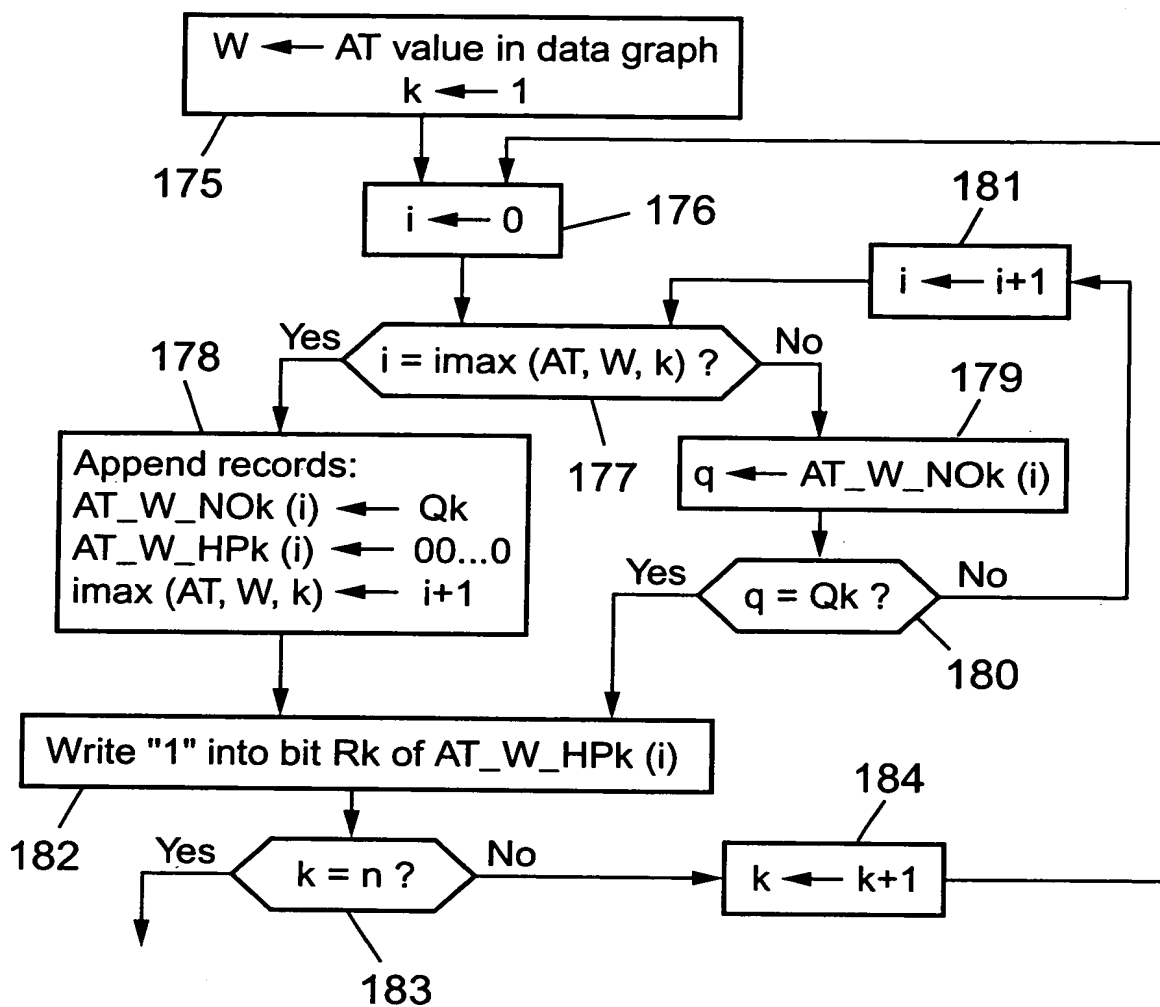 W ← AT value in data graph
k ← 1
175
i ← 0
176
181
i ← i+1
Yes
i = imax (AT, W, k) ?
No
178
177
179
Append records:
AT_W_NOk (i) ← Qk
AT_W_HPk (i) ← 00...0
imax (AT, W, k) ← i+1
q ← AT_W_NOk (i)
Yes
q = Qk ?
No
180
Write "1" into bit Rk of AT_W_HPk (i)
182
184
Yes
k = n ?
No
k ← k+1
183